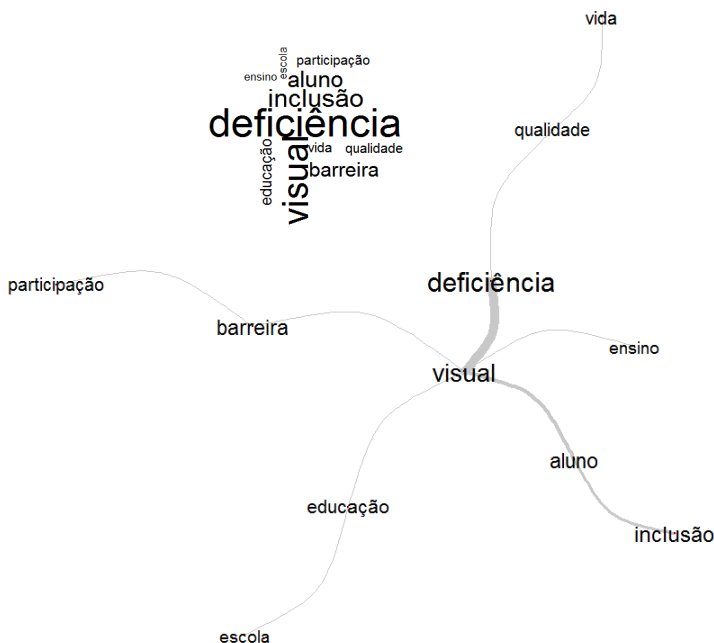 vida
participação
escola
ensino
aluno
inclusão
deficiência
visual
vida
qualidade
educação
barreira
qualidade
deficiência
participação
barreira
ensino
visual
aluno
educação
inclusão
escola